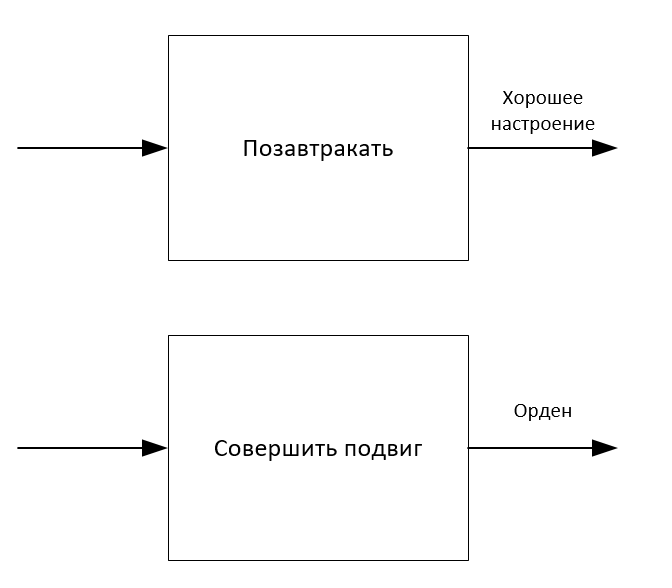 Хорошее
настроение
Позавтракать
Орден
Совершить подвиг